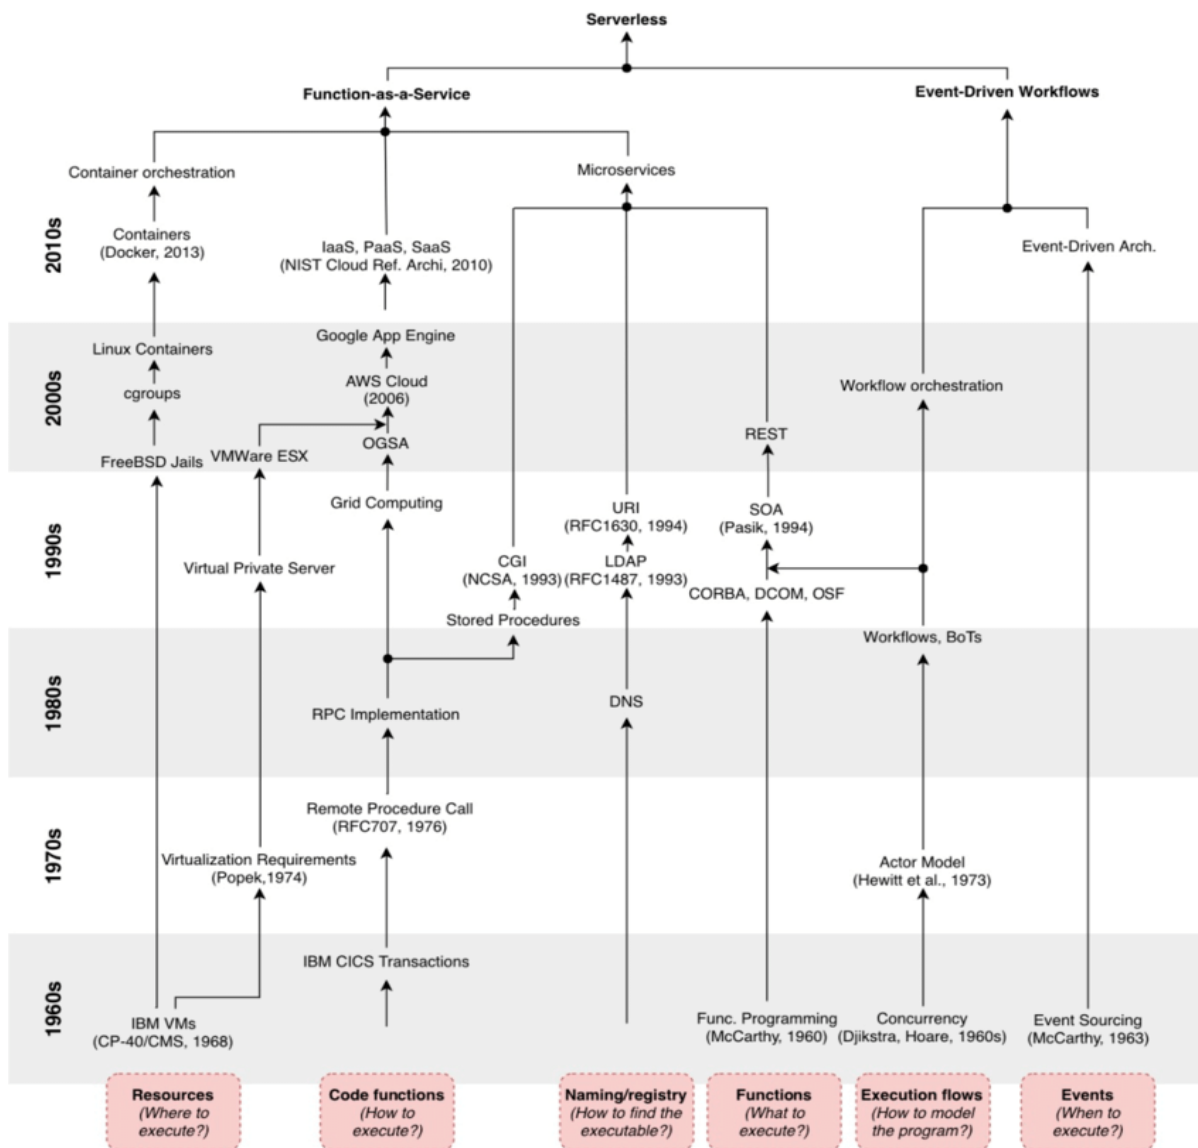 Serverless
Function-as-a-Service
Event-Driven Workflows
Container orchestration
Microservices
2010s
Containers
(Docker, 2013)
IaaS, PaaS, SaaS
(NIST Cloud Ref. Archi, 2010)
Event-Driven Arch.
2000s
Google App Engine
Linux Containers
AWS Cloud
(2006)
cgroups
Workflow orchestration
REST
OGSA
FreeBSD Jails
VMWare ESX
1990s
Grid Computing
URI
(RFC1630, 1994)
SOA
(Pasik, 1994)
Virtual Private Server
CGI
(NCSA, 1993)
LDAP
(RFC1487, 1993)
CORBA, DCOM, OSF
Stored Procedures
Workflows, BoTs
1980s
DNS
RPC Implementation
1970s
Remote Procedure Call
(RFC707, 1976)
Virtualization Requirements
(Popek,1974)
Actor Model
(Hewitt et al., 1973)
1960s
IBM CICS Transactions
IBM VMs
(CP-40/CMS, 1968)
Func. Programming
(McCarthy, 1960)
Concurrency
(Djikstra, Hoare, 1960s)
Event Sourcing
(McCarthy, 1963)
Resources
(Where to
execute?)
Code functions
(How to
execute?)
Naming/registry
(How to find the
executable?)
Functions
(What to
execute?)
Execution flows
(How to model
the program?)
Events
(When to
execute?)